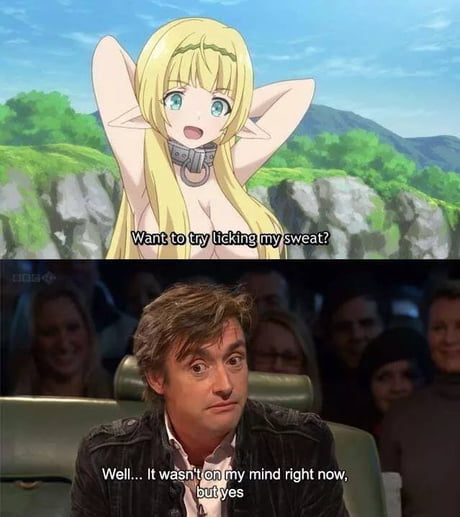 Want to try licking my sweat?
Well... It wasn't on my mind right now,
but yes